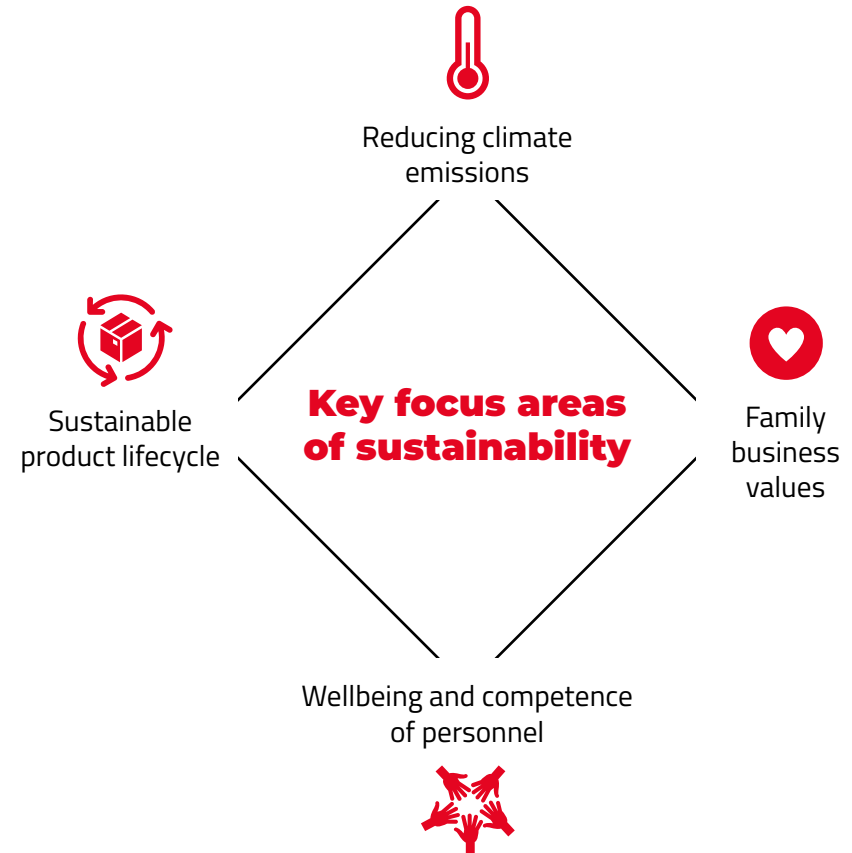 Reducing climate
emissions
Sustainable
product lifecycle
Key focus areas
of sustainability
Family
business
values
Wellbeing and competence
of personnel